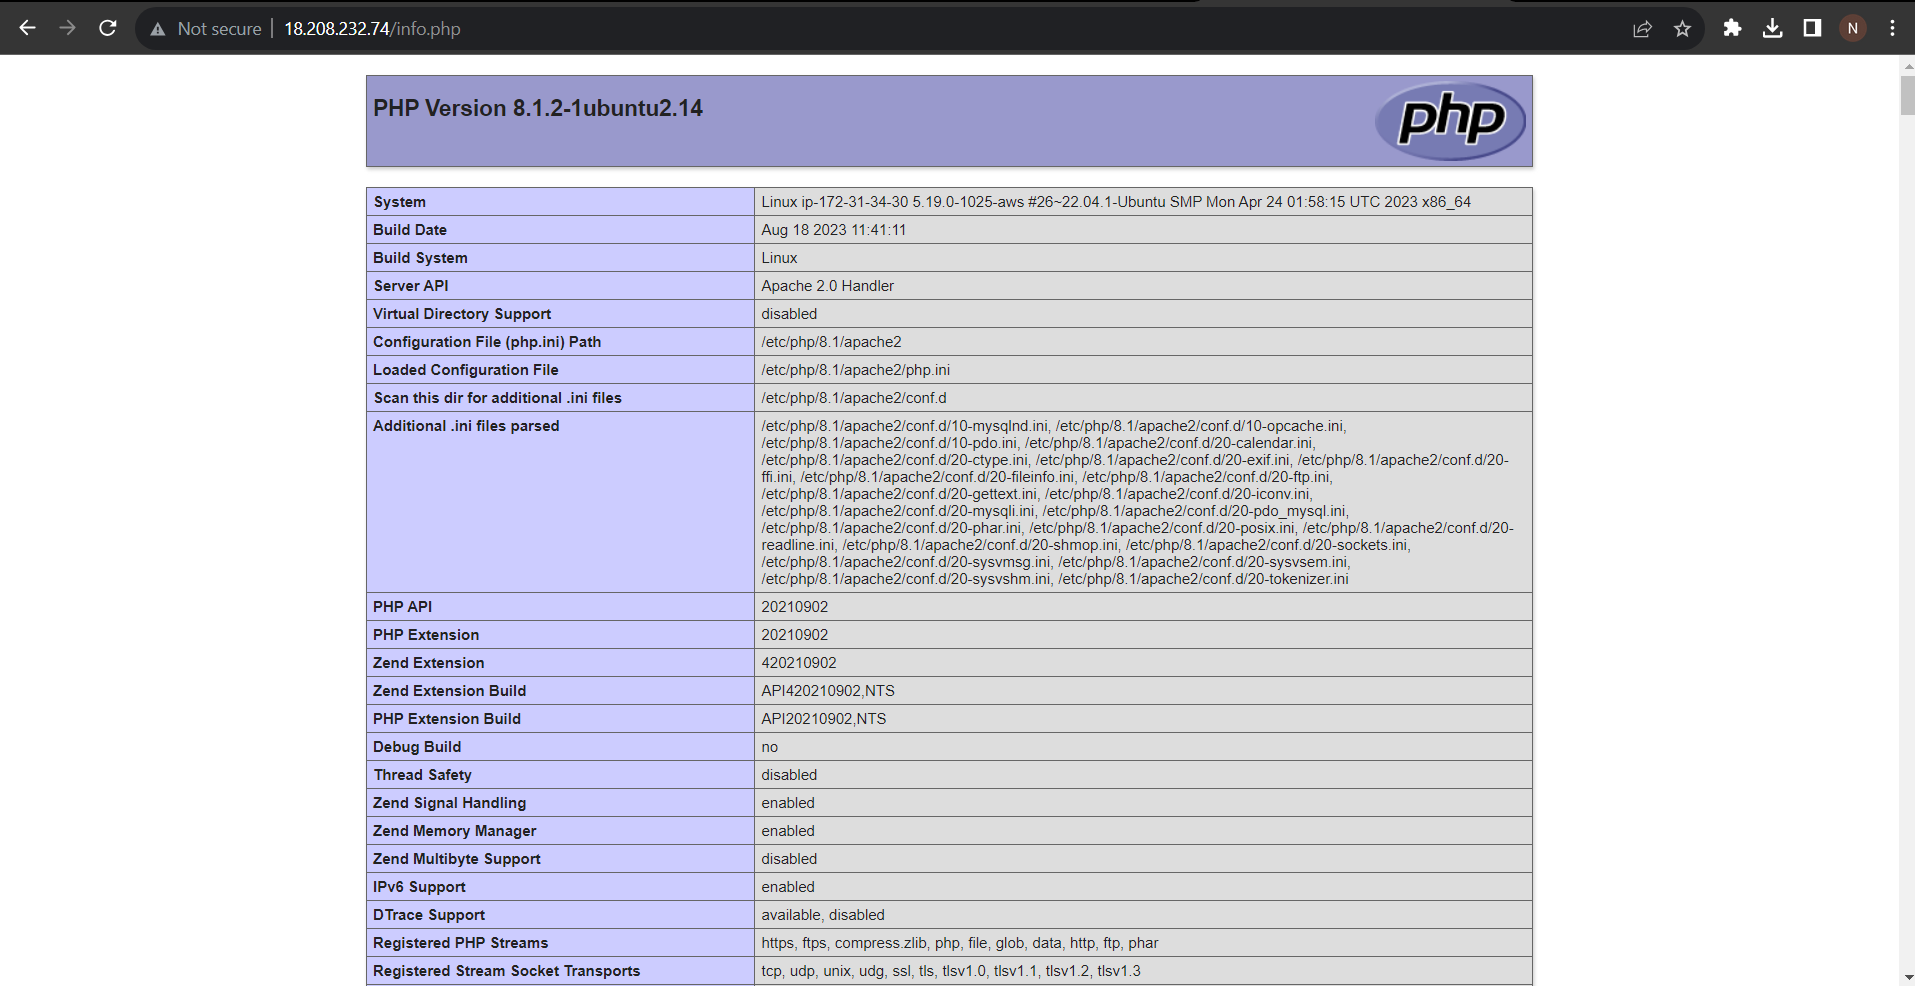 Not secure 18.208.232.74/info.php N
PHP Version 8.1.2-1ubuntu2.14 php
System Linux ip-172-31-34-30 5.19.0-1025-aws #26~22.04.1-Ubuntu SMP Mon Apr 24 01:58:15 UTC 2023 x86_64
Build Date Aug 18 2023 11:41:11
Build System Linux
Server API Apache 2.0 Handler
Virtual Directory Support disabled
Configuration File (php.ini) Path /etc/php/8.1/apache2
Loaded Configuration File /etc/php/8.1/apache2/php.ini
Scan this dir for additional .ini files /etc/php/8.1/apache2/conf.d
Additional .ini files parsed /etc/php/8.1/apache2/conf.d/10-mysqlnd.ini, /etc/php/8.1/apache2/conf.d/10-opcache.ini,
/etc/php/8.1/apache2/conf.d/10-pdo.ini, /etc/php/8.1/apache2/conf.d/20-calendar.ini,
/etc/php/8.1/apache2/conf.d/20-ctype.ini, /etc/php/8.1/apache2/conf.d/20-exif.ini, /etc/php/8.1/apache2/conf.d/20-
ffi.ini, /etc/php/8.1/apache2/conf.d/20-fileinfo.ini, /etc/php/8.1/apache2/conf.d/20-ftp.ini,
/etc/php/8.1/apache2/conf.d/20-gettext.ini, /etc/php/8.1/apache2/conf.d/20-iconv.ini,
/etc/php/8.1/apache2/conf.d/20-mysqli.ini, /etc/php/8.1/apache2/conf.d/20-pdo_mysql.ini,
/etc/php/8.1/apache2/conf.d/20-phar.ini, /etc/php/8.1/apache2/conf.d/20-posix.ini, /etc/php/8.1/apache2/conf.d/20-
readline.ini, /etc/php/8.1/apache2/conf.d/20-shmop.ini, /etc/php/8.1/apache2/conf.d/20-sockets.ini,
/etc/php/8.1/apache2/conf.d/20-sysvmsg.ini, /etc/php/8.1/apache2/conf.d/20-sysvsem.ini,
/etc/php/8.1/apache2/conf.d/20-sysvshm.ini, /etc/php/8.1/apache2/conf.d/20-tokenizer.ini
PHP API 20210902
PHP Extension 20210902
Zend Extension 420210902
Zend Extension Build API420210902,NTS
PHP Extension Build API20210902,NTS
Debug Build no
Thread Safety disabled
Zend Signal Handling enabled
Zend Memory Manager enabled
Zend Multibyte Support disabled
IPv6 Support enabled
DTrace Support available, disabled
Registered PHP Streams https, ftps, compress.zlib, php, file, glob, data, http, ftp, phar
Registered Stream Socket Transports tcp, udp, unix, udg, ssl, tls, tlsv1.0, tlsv1.1, tlsv1.2, tlsv1.3